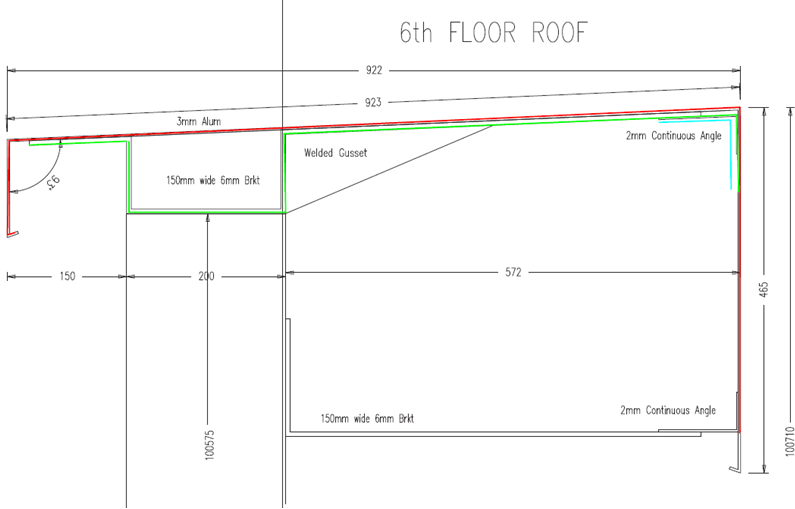 6th FLOOR ROOF
922
923
3mm Alum
2mm Continuous Angle
Welded Gusset
93°
150mm wide 6mm Brkt
150
200
572
465
2mm Continuous Angle
150mm wide 6mm Brkt
100575
100710